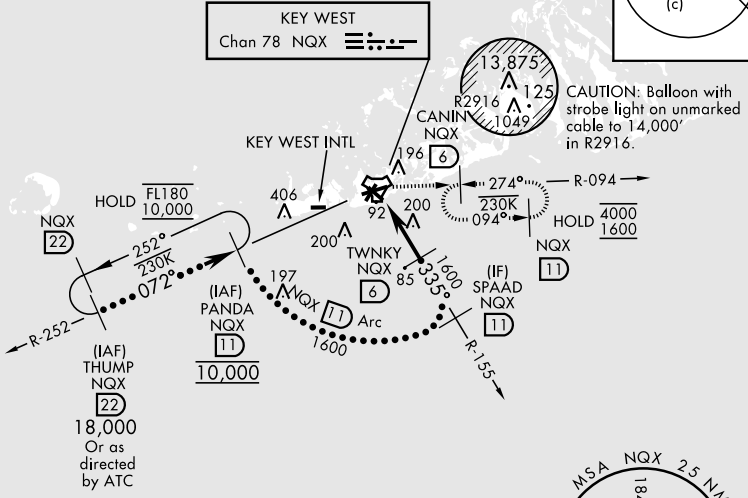 KEY WEST
Chan 78 NQX
(c)
13,875
125
R2916
1049
CAUTION: Balloon with
strobe light on unmarked
cable to 14,000'
in R2916.
CANIN
NQX
6
KEY WEST INTL
196
HOLD FL180
10,000
406
274°
R-094
230K
094°
HOLD 4000
1600
NQX
22
92
200
200
252°
230K
072°
NQX
11
TWNKY
NQX
6
85
1600
335°
(IF)
SPAAD
NQX
11
197
NQX 11 Arc
1600
(IAF)
PANDA
NQX
11
10,000
R-252
R-155
(IAF)
THUMP
NQX
22
18,000
Or as
directed
by ATC
MSA NQX 25 NM